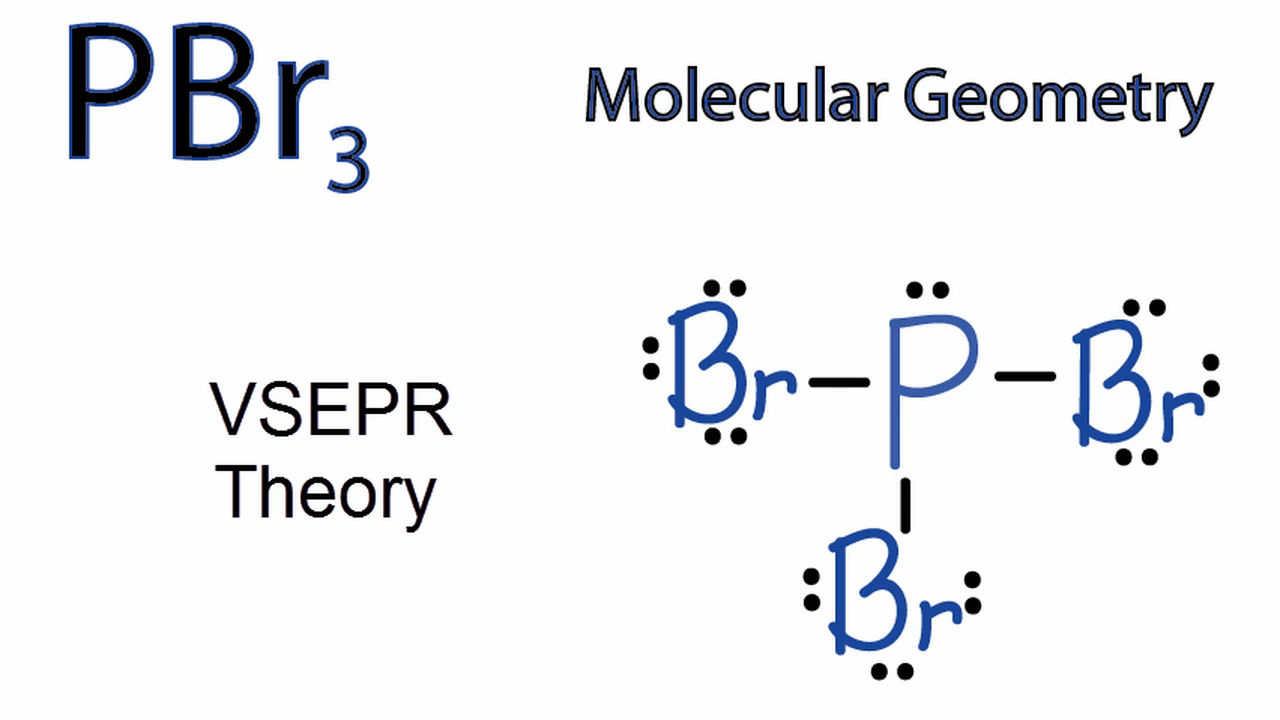 PBr₃
Molecular Geometry
VSEPR
Theory
Br P Br
Br